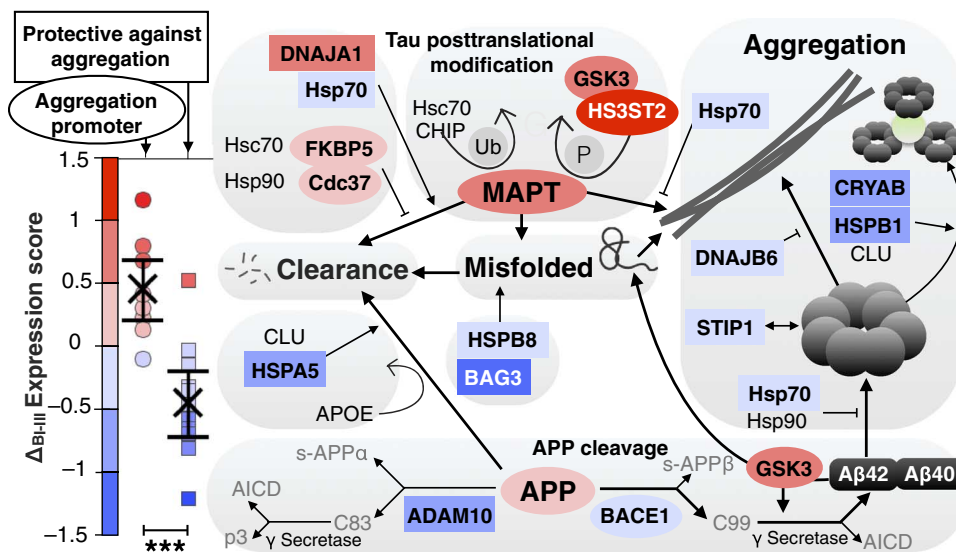 Protective against
aggregation
Aggregation
promoter
1.5
1
0.5
0
−0.5
−1
−1.5
Δ BI-III Expression score
***
DNAJA1
Hsp70
Hsc70
FKBP5
Hsp90
Cdc37
Tau posttranslational
modification
GSK3
HS3ST2
Hsc70
CHIP
Ub
P
MAPT
Hsp70
Aggregation
CRYAB
HSPB1
CLU
DNAJB6
STIP1
Hsp70
Hsp90
Clearance
Misfolded
CLU
HSPA5
APOE
HSPB8
BAG3
APP cleavage
s-APPα
AICD
p3
C83
γ Secretase
ADAM10
APP
BACE1
s-APPβ
C99
γ Secretase
AICD
GSK3
Aβ42
Aβ40